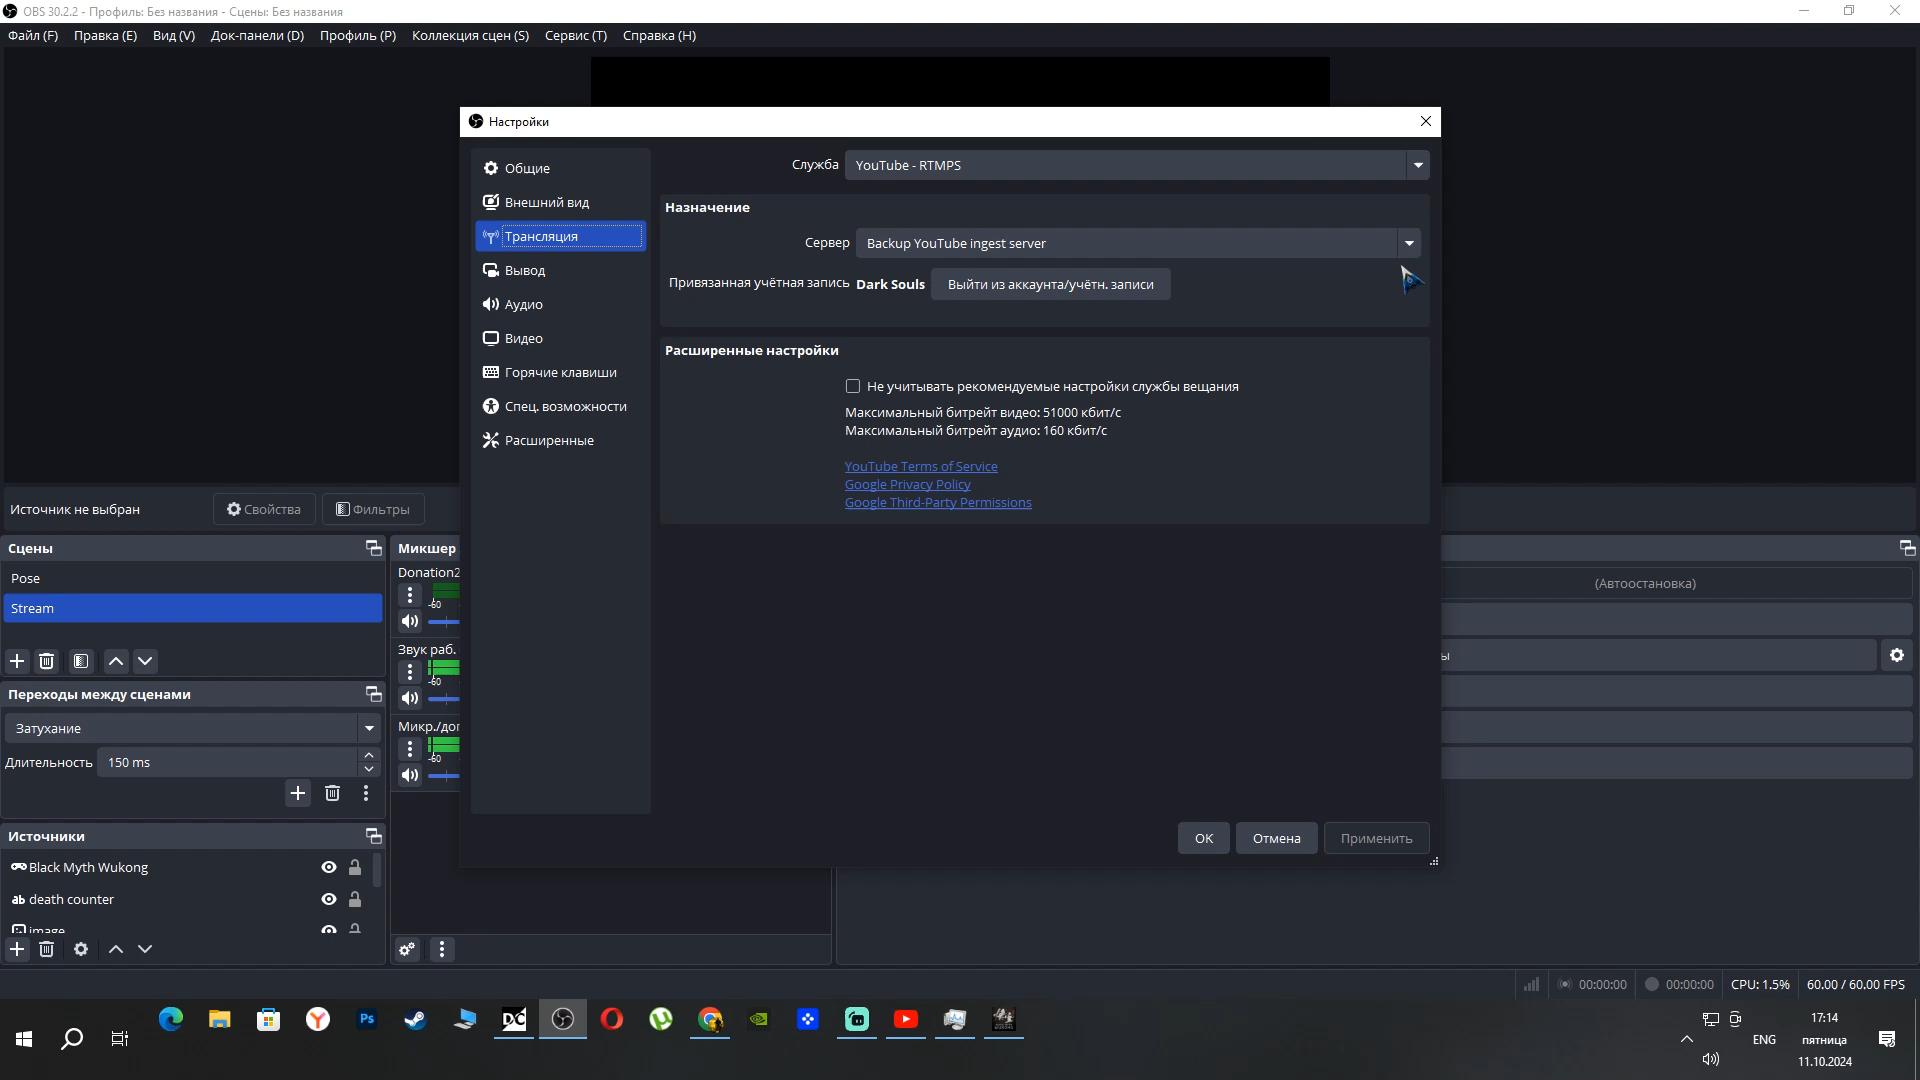 OBS 30.2.2 - Профиль: Без названия - Сцены: Без названия
Файл (F) Правка (E) Вид (V) Док-панели (D) Профиль (P) Коллекция сцен (S) Сервис (T) Справка (H)
Настройки
Общие
Внешний вид
Трансляция
Вывод
Аудио
Видео
Горячие клавиши
Спец. возможности
Расширенные
Служба YouTube - RTMPS
Назначение
Сервер Backup YouTube ingest server
Привязанная учётная запись Dark Souls Выйти из аккаунта/учётн. записи
Расширенные настройки
Не учитывать рекомендуемые настройки службы вещания
Максимальный битрейт видео: 51000 кбит/с
Максимальный битрейт аудио: 160 кбит/с
YouTube Terms of Service
Google Privacy Policy
Google Third-Party Permissions
OK Отмена Применить
Источник не выбран Свойства Фильтры
Сцены
Pose
Stream
Переходы между сценами
Затухание
Длительность 150 ms
Источники
Black Myth Wukong
ab death counter
image
Микшер
Donation2
-60
Звук раб.
-60
Микр./до
-60
(Автоостановка)
ы
00:00:00 00:00:00 CPU: 1.5% 60.00 / 60.00 FPS
Ps DC
ENG
17:14
пятница
11.10.2024